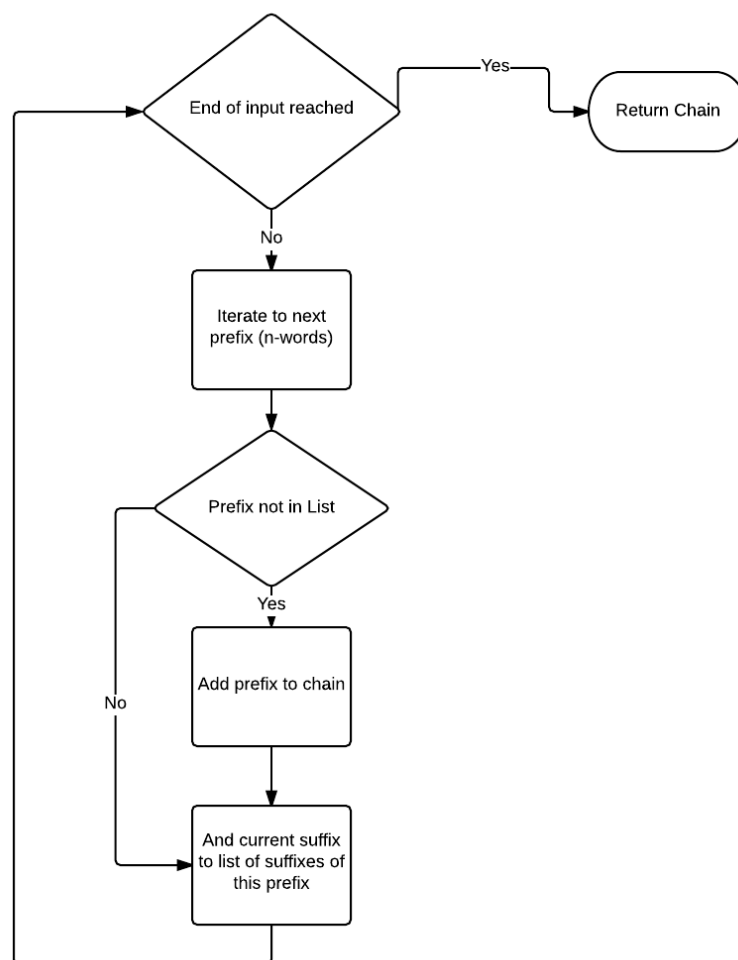 End of input reached
Yes
Return Chain
No
Iterate to next
prefix (n-words)
Prefix not in List
Yes
Add prefix to chain
No
And current suffix
to list of suffixes of
this prefix